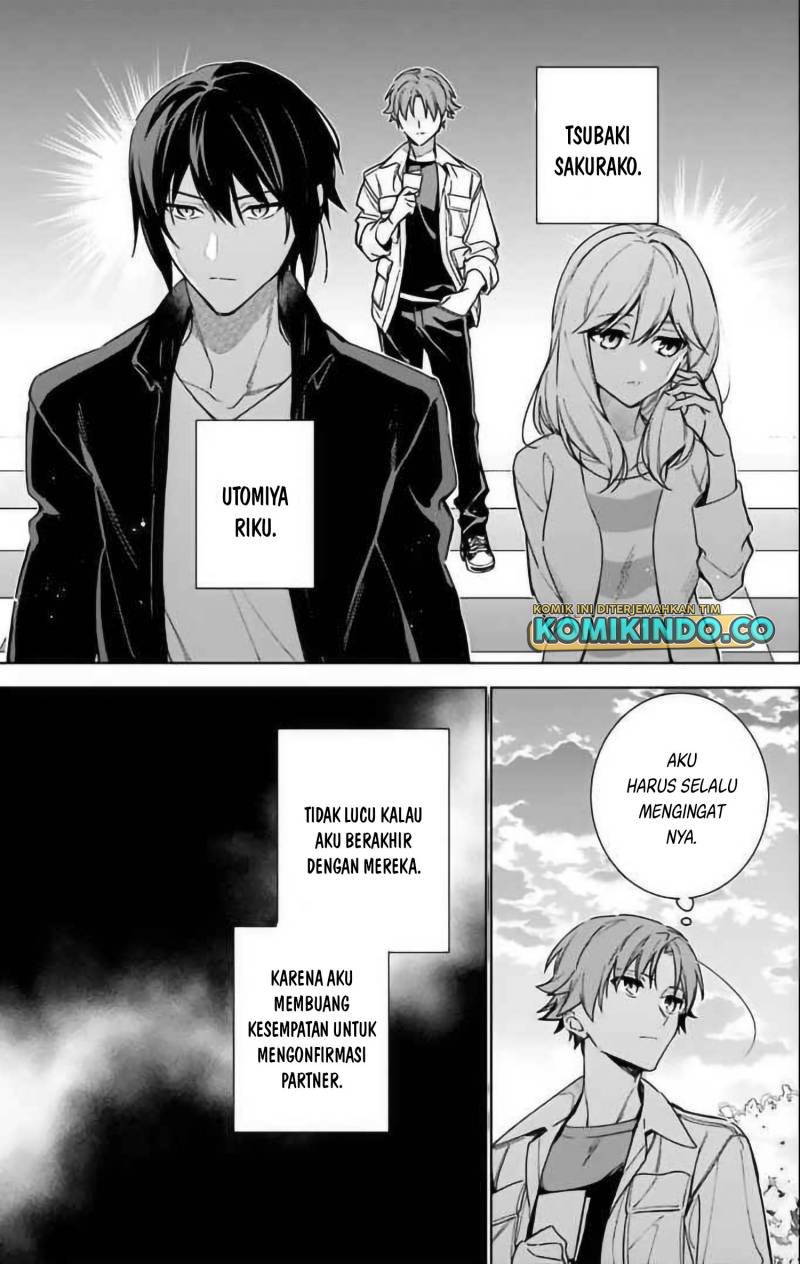 TSUBAKI
SAKURAKO.
UTOMIYA
RIKU.
KOMIK INI DITERJEMAHKAN TIM
KOMIKINDO.CO
AKU
HARUS SELALU
MENGINGAT
NYA.
TIDAK LUCU KALAU
AKU BERAKHIR
DENGAN MEREKA.
KARENA AKU
MEMBUANG
KESEMPATAN UNTUK
MENGONFIRMASI
PARTNER.